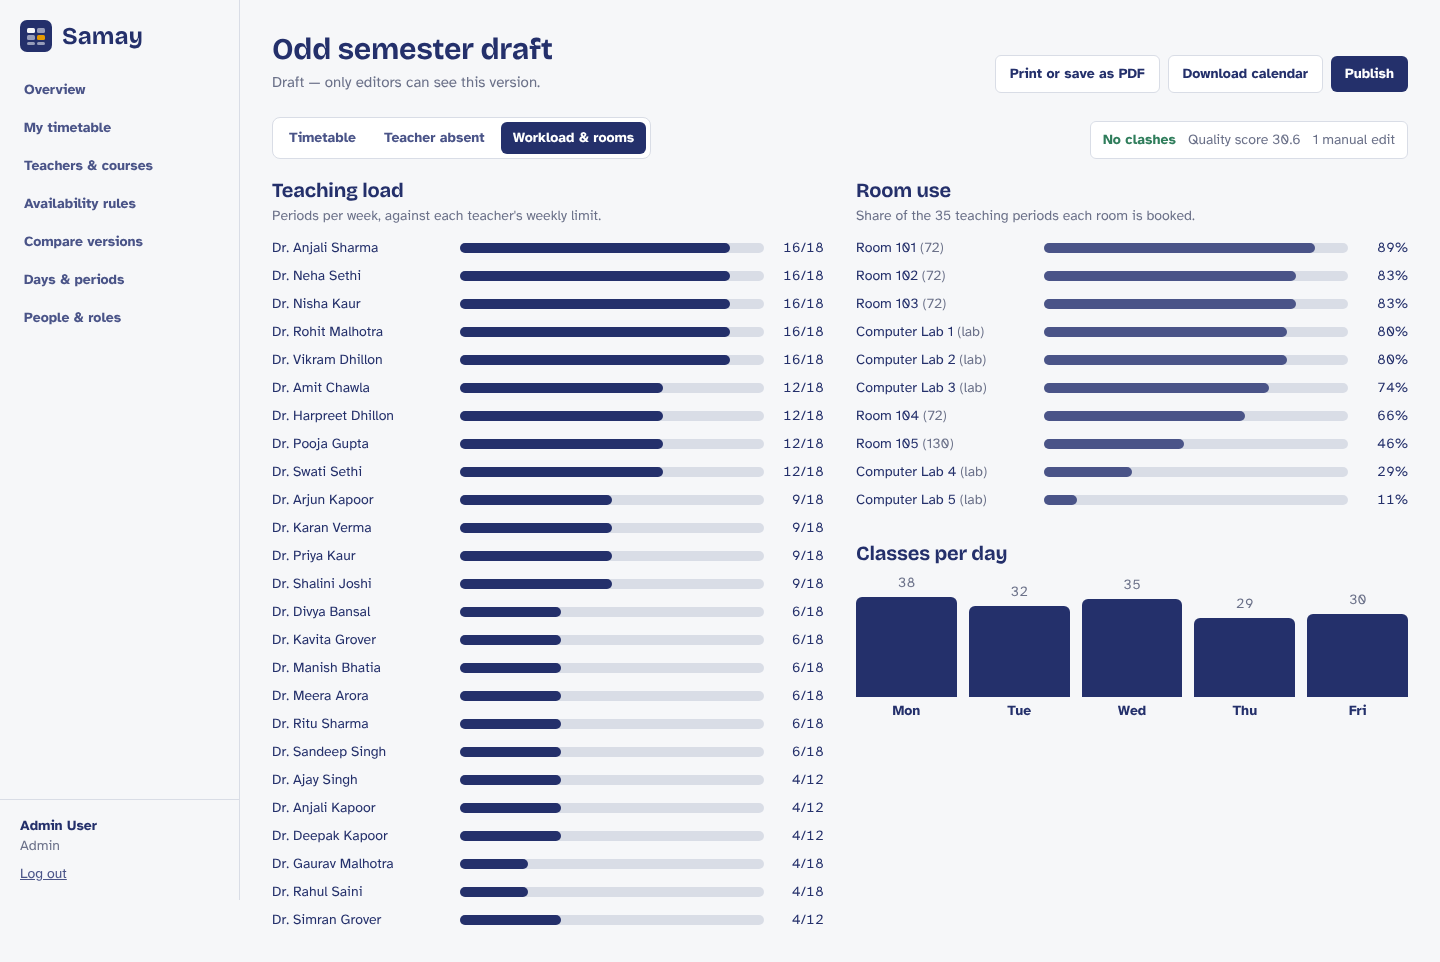 Samay
Overview
My timetable
Teachers & courses
Availability rules
Compare versions
Days & periods
People & roles
Admin User
Admin
Log out
Odd semester draft
Draft — only editors can see this version.
Print or save as PDF
Download calendar
Publish
Timetable
Teacher absent
Workload & rooms
No clashes Quality score 30.6 1 manual edit
Teaching load
Periods per week, against each teacher's weekly limit.
Dr. Anjali Sharma 16/18
Dr. Neha Sethi 16/18
Dr. Nisha Kaur 16/18
Dr. Rohit Malhotra 16/18
Dr. Vikram Dhillon 16/18
Dr. Amit Chawla 12/18
Dr. Harpreet Dhillon 12/18
Dr. Pooja Gupta 12/18
Dr. Swati Sethi 12/18
Dr. Arjun Kapoor 9/18
Dr. Karan Verma 9/18
Dr. Priya Kaur 9/18
Dr. Shalini Joshi 9/18
Dr. Divya Bansal 6/18
Dr. Kavita Grover 6/18
Dr. Manish Bhatia 6/18
Dr. Meera Arora 6/18
Dr. Ritu Sharma 6/18
Dr. Sandeep Singh 6/18
Dr. Ajay Singh 4/12
Dr. Anjali Kapoor 4/12
Dr. Deepak Kapoor 4/12
Dr. Gaurav Malhotra 4/18
Dr. Rahul Saini 4/18
Dr. Simran Grover 4/12
Room use
Share of the 35 teaching periods each room is booked.
Room 101 (72) 89%
Room 102 (72) 83%
Room 103 (72) 83%
Computer Lab 1 (lab) 80%
Computer Lab 2 (lab) 80%
Computer Lab 3 (lab) 74%
Room 104 (72) 66%
Room 105 (130) 46%
Computer Lab 4 (lab) 29%
Computer Lab 5 (lab) 11%
Classes per day
38 32 35 29 30
Mon Tue Wed Thu Fri